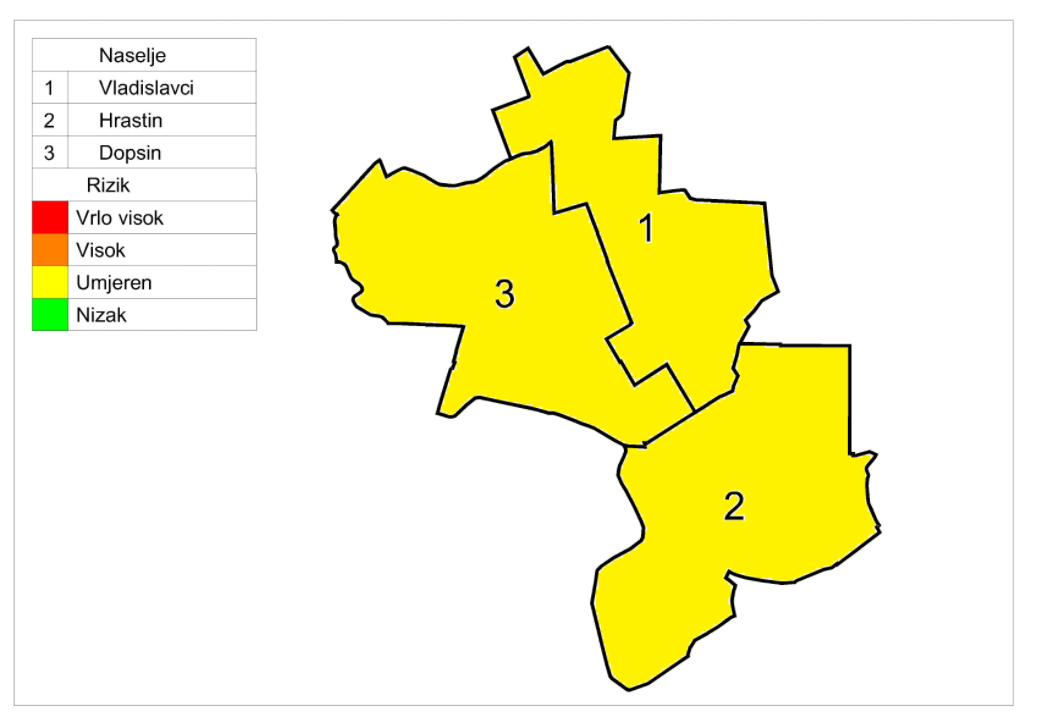 Naselje
1 Vladislavci
2 Hrastin
3 Dopsin
Rizik
Vrlo visok
Visok
Umjeren
Nizak
1
3
2